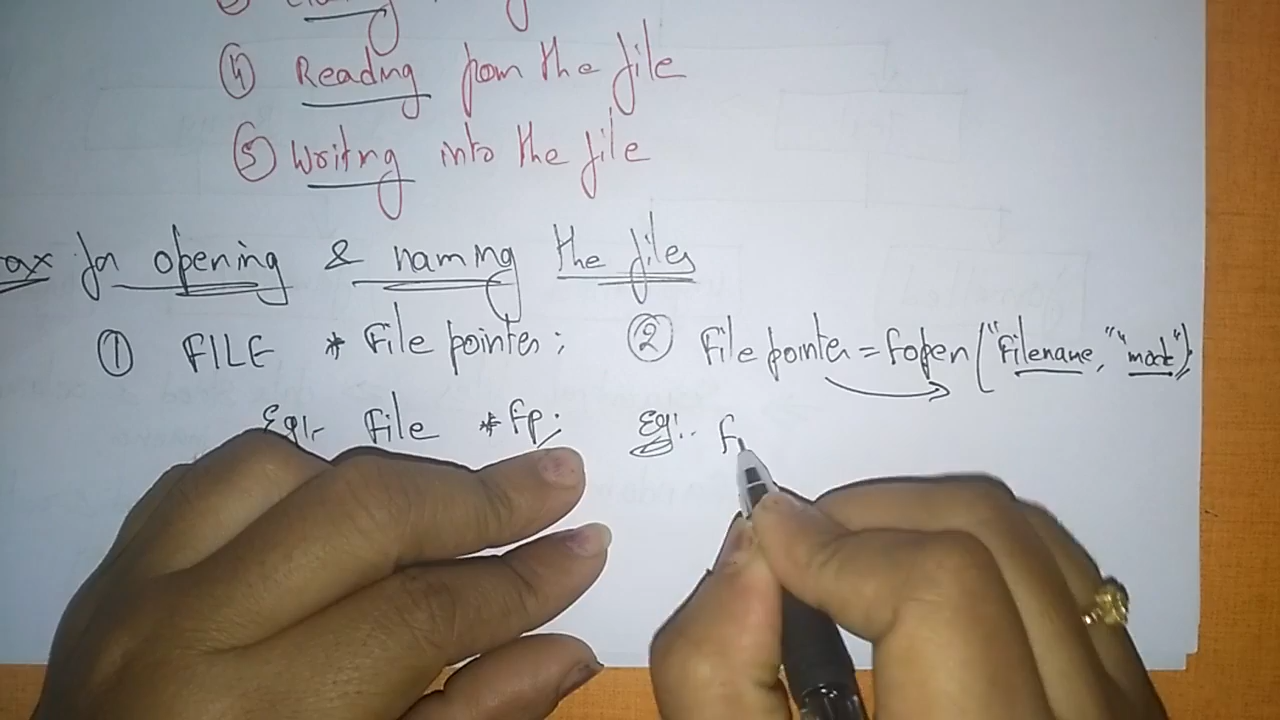 ④ Reading from the file
⑤ Writing into the file
for opening & naming the files
① FILE * File pointer; ② File pointer = fopen("filename," "mode");
Eg:- File *fp; Eg:- f